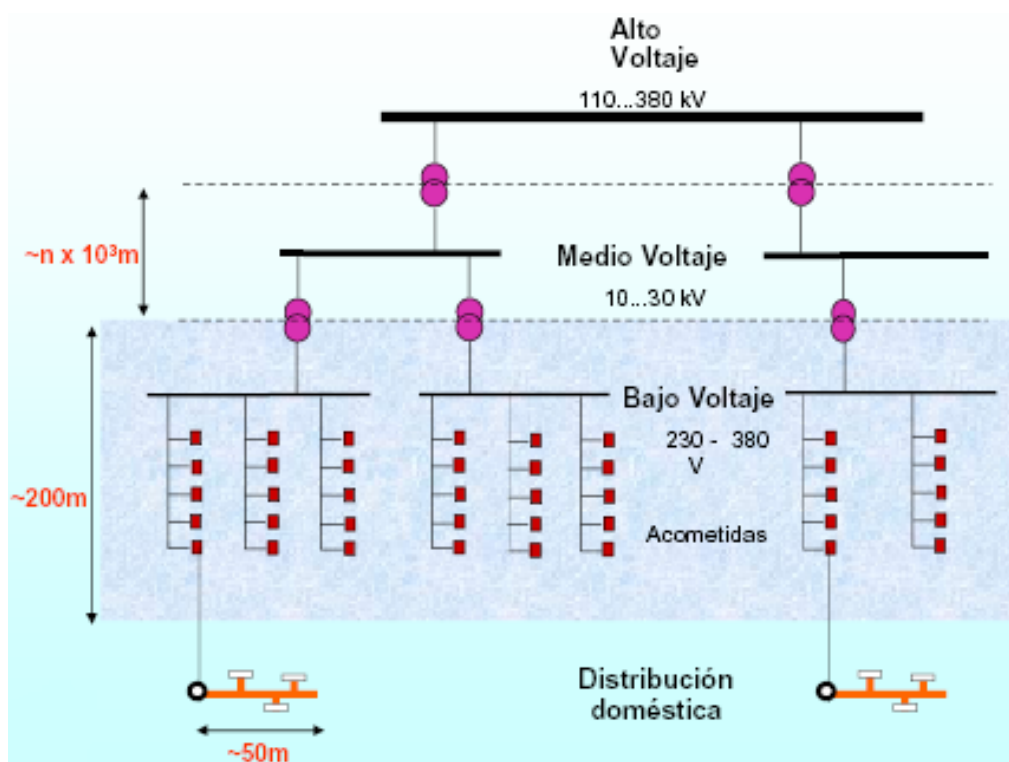 Alto
Voltaje
110...380 kV
~n x 10³m
Medio Voltaje
10...30 kV
Bajo Voltaje
230 - 380
V
~200m
Acometidas
Distribución
doméstica
~50m